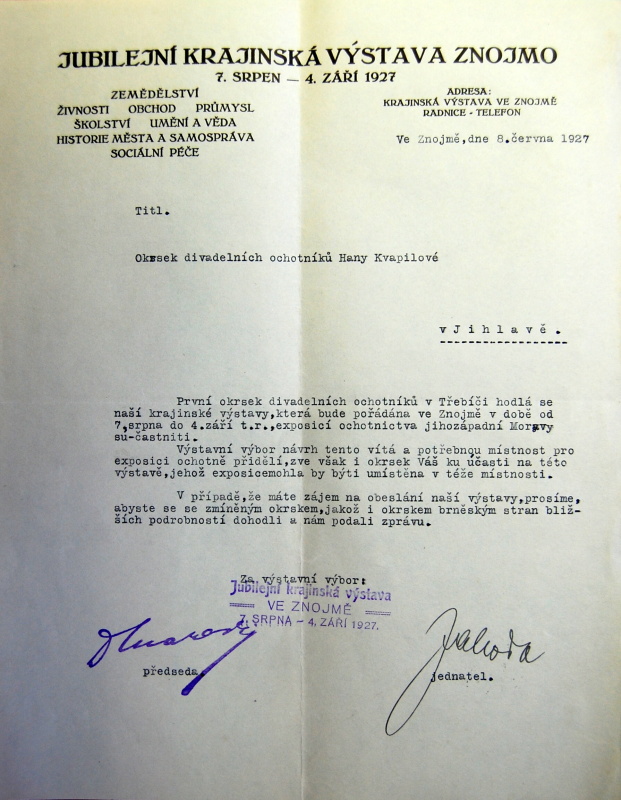 JUBILEJNÍ KRAJINSKÁ VÝSTAVA ZNOJMO
7. SRPEN — 4. ZÁŘÍ 1927
ZEMĚDĚLSTVÍ
ŽIVNOSTI OBCHOD PRŮMYSL
ŠKOLSTVÍ UMĚNÍ A VĚDA
HISTORIE MĚSTA A SAMOSPRÁVA
SOCIÁLNÍ PÉČE
ADRESA:
KRAJINSKÁ VÝSTAVA VE ZNOJMĚ
RADNICE - TELEFON
Ve Znojmě,dne 8.června 1927
Titl.
Okrsek divadelních ochotníků Hany Kvapilové
v J i h l a v ě .
První okrsek divadelních ochotníků v Třebíči hodlá se
naší krajinské výstavy,která bude pořádána ve Znojmě v době od
7,srpna do 4.září t.r.,exposicí ochotnictva jihozápadní Moravy
su-častniti.
Výstavní výbor návrh tento vítá a potřebnou místnost pro
exposici ochotně přidělí,zve však i okrsek Váš ku účasti na této
výstavě,jehož exposicemohla by býti umístěna v téže místnosti.
V případě,že máte zájem na obeslání naší výstavy,prosíme,
abyste se se zmíněným okrskem,jakož i okrskem brněským stran bliž-
ších podrobností dohodli a nám podali zprávu.
Za výstavní výbor:
Jubilejní krajinská výstava
VE ZNOJMĚ
7. SRPNA - 4. ZÁŘÍ 1927.
předseda
jednatel.